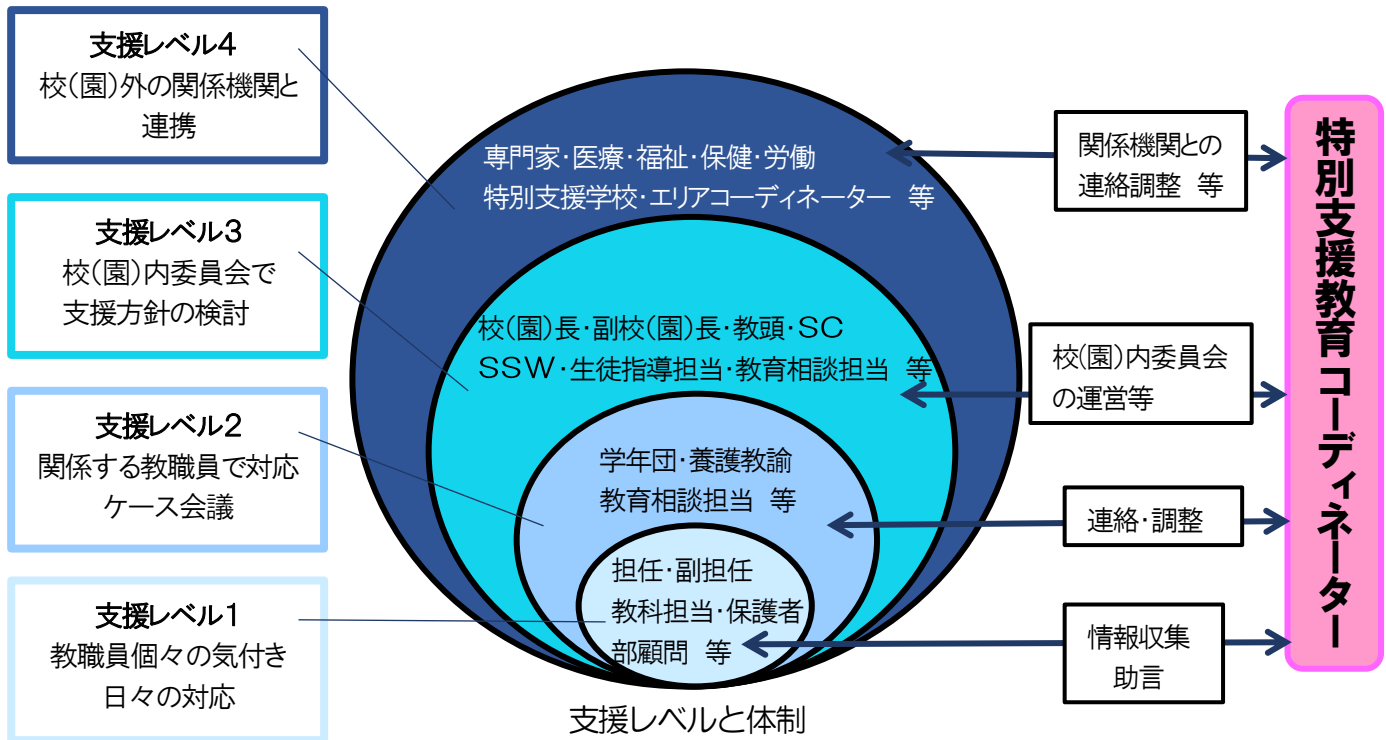 支援レベル4
校(園)外の関係機関と
連携
支援レベル3
校(園)内委員会で
支援方針の検討
支援レベル2
関係する教職員で対応
ケース会議
支援レベル1
教職員個々の気付き
日々の対応
専門家・医療・福祉・保健・労働
特別支援学校・エリアコーディネーター 等
校(園)長・副校(園)長・教頭・SC
SSW・生徒指導担当・教育相談担当 等
学年団・養護教諭
教育相談担当 等
担任・副担任
教科担当・保護者
部顧問 等
支援レベルと体制
関係機関との
連絡調整 等
校(園)内委員会
の運営等
連絡・調整
情報収集
助言
特別支援教育コーディネーター